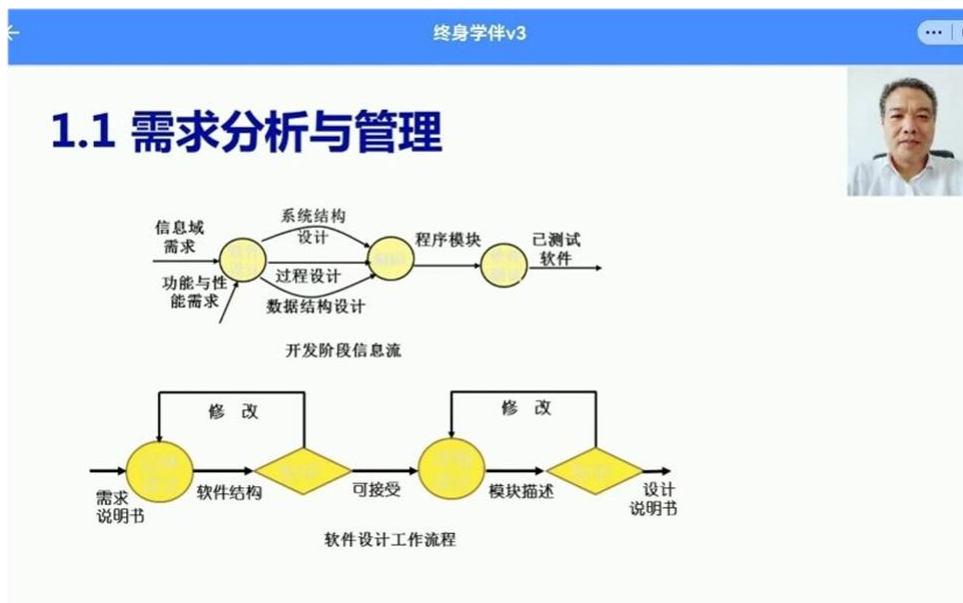 终身学伴v3
1.1 需求分析与管理
信息域
需求
系统结构
设计
程序模块
已测试
软件
功能与性
能需求
过程设计
数据结构设计
开发阶段信息流
修 改
修 改
需求
说明书
软件结构
可接受
模块描述
设计
说明书
软件设计工作流程